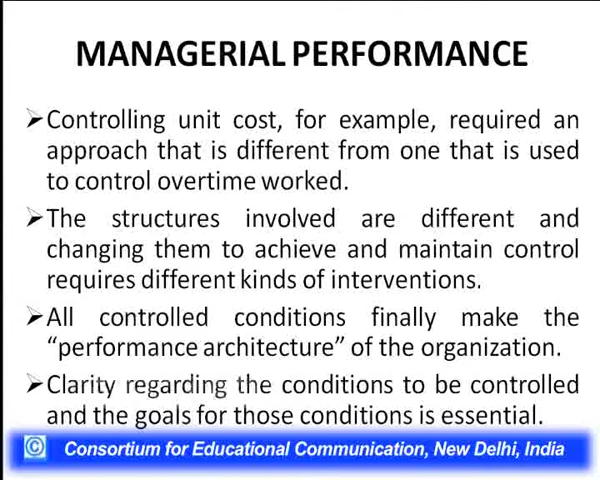 MANAGERIAL PERFORMANCE
➢Controlling unit cost, for example, required an
approach that is different from one that is used
to control overtime worked.
➢The structures involved are different and
changing them to achieve and maintain control
requires different kinds of interventions.
➢All controlled conditions finally make the
“performance architecture” of the organization.
➢Clarity regarding the conditions to be controlled
and the goals for those conditions is essential.
© Consortium for Educational Communication, New Delhi, India